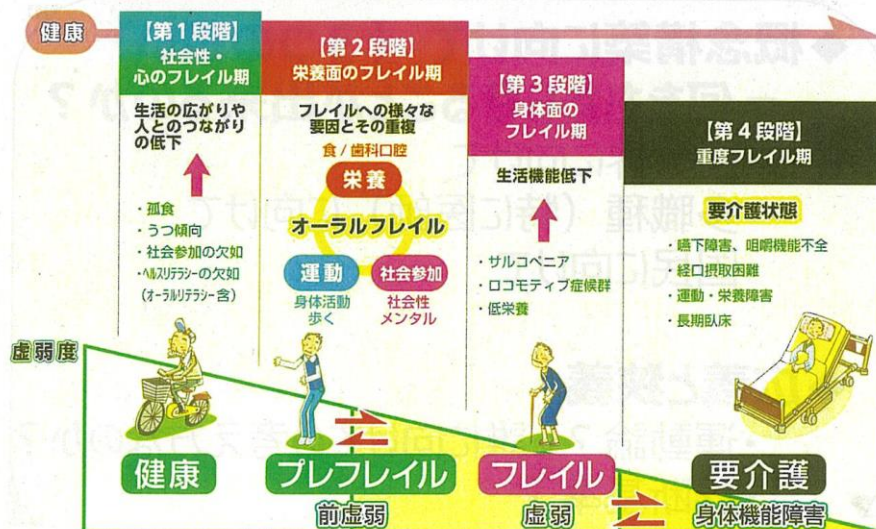 健康
【第1段階】
社会性・
心のフレイル期
生活の広がりや
人とのつながり
の低下
・孤食
・うつ傾向
・社会参加の欠如
・ヘルスリテラシーの欠如
（オーラルリテラシー含）
【第2段階】
栄養面のフレイル期
フレイルへの様々な
要因とその重複
食/歯科口腔
栄養
オーラルフレイル
運動
社会参加
身体活動
歩く
社会性
メンタル
【第3段階】
身体面の
フレイル期
生活機能低下
・サルコペニア
・ロコモティブ症候群
・低栄養
【第4段階】
重度フレイル期
要介護状態
・嚥下障害、咀嚼機能不全
・経口摂取困難
・運動・栄養障害
・長期臥床
虚弱度
健康
プレフレイル
前虚弱
フレイル
虚弱
要介護
身体機能障害